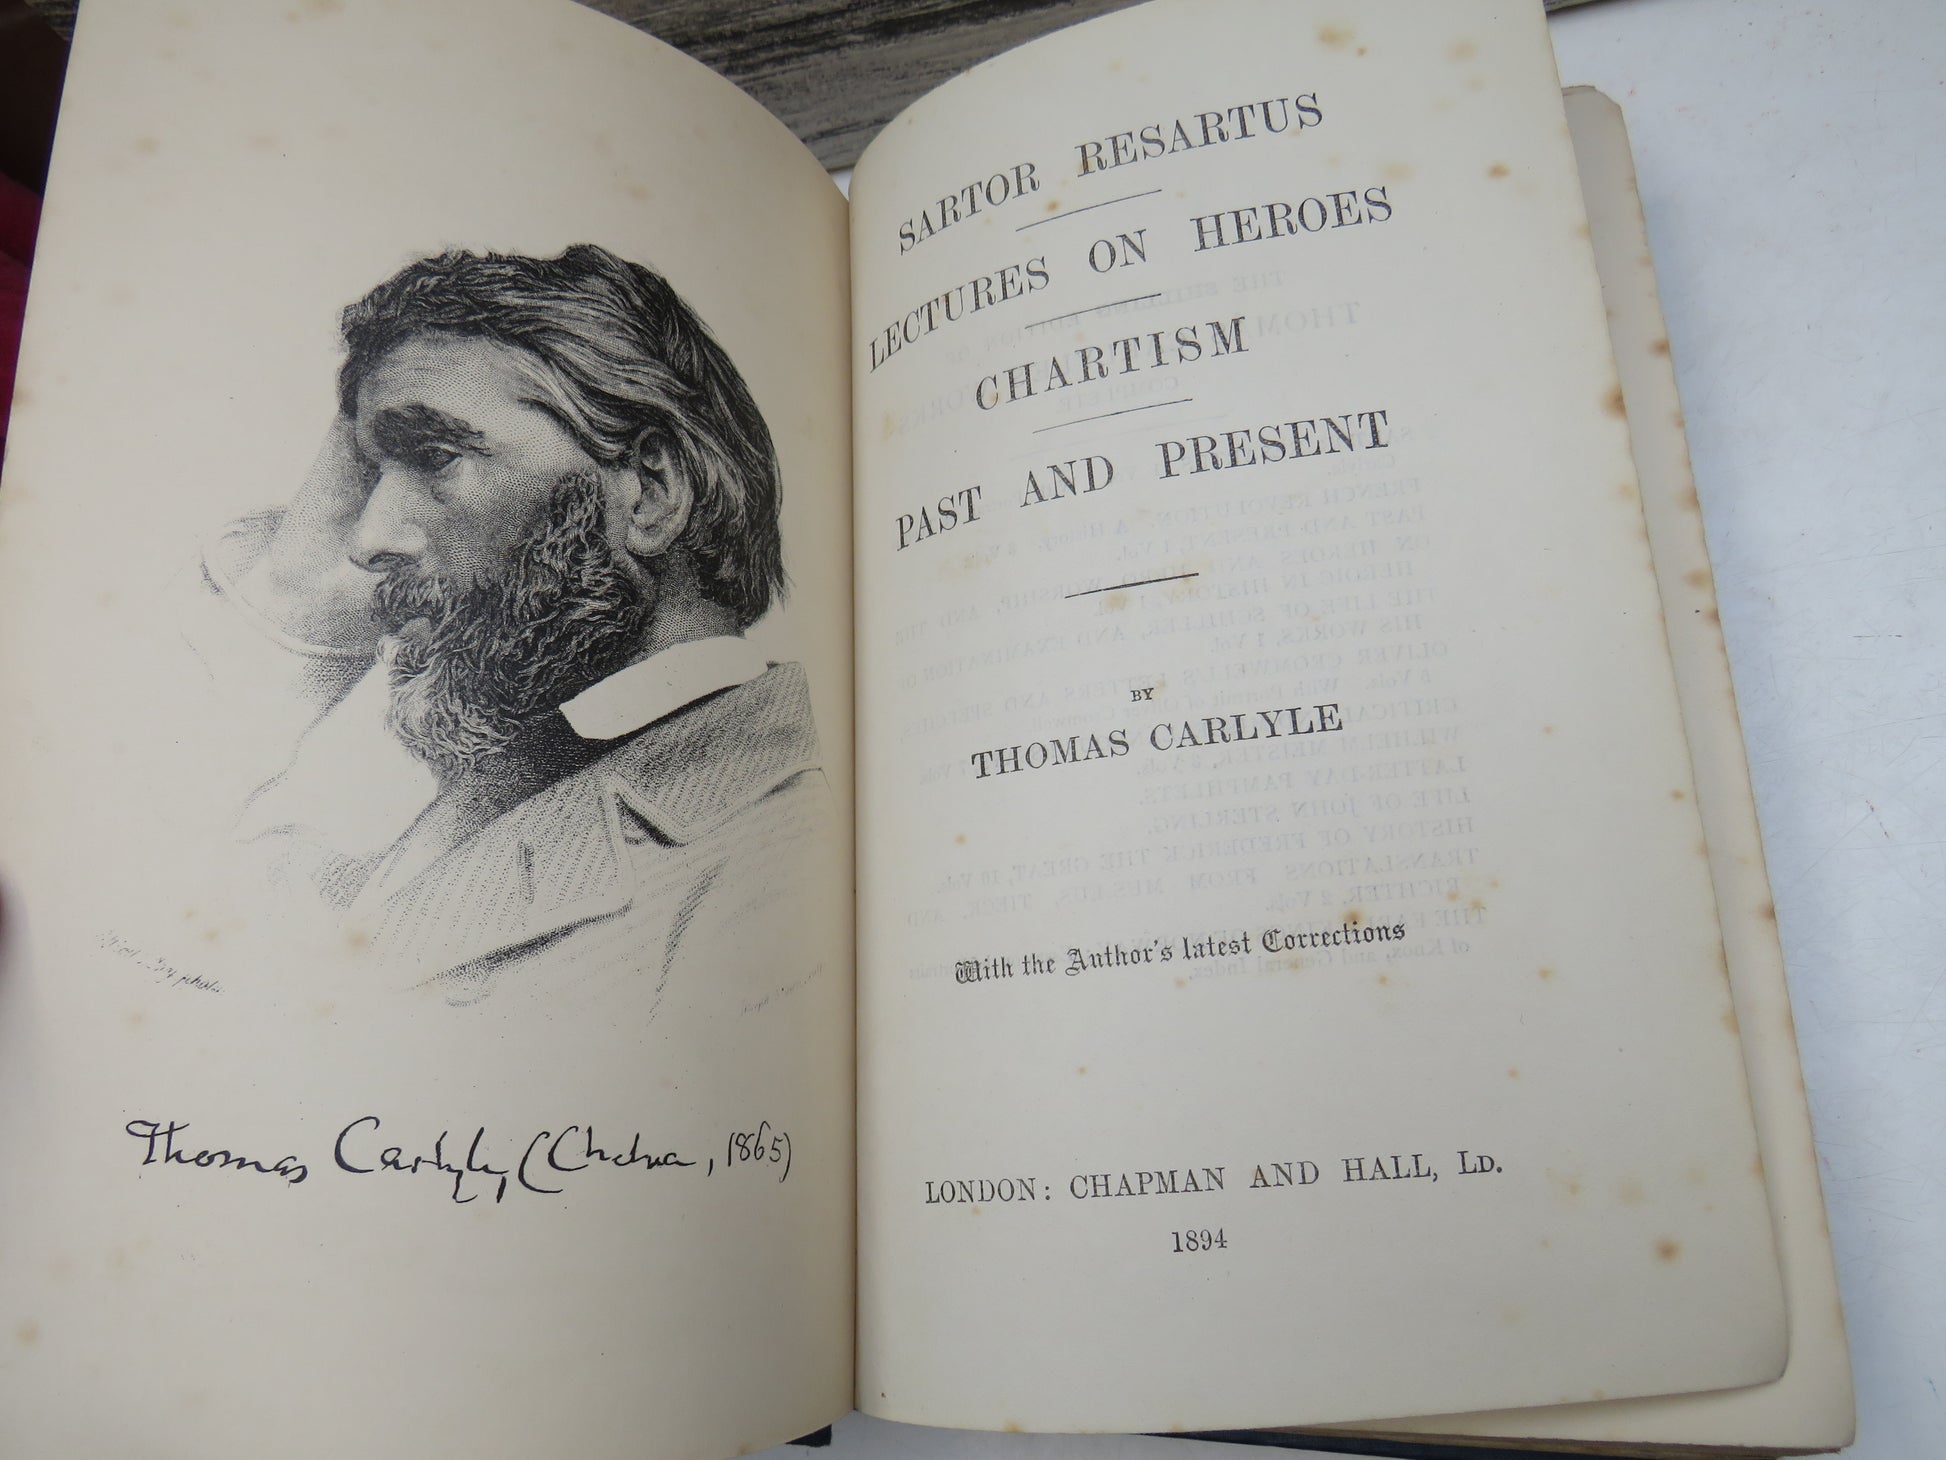 Thomas Carlyle, (Chelsea, 1865)
SARTOR RESARTUS
LECTURES ON HEROES
CHARTISM
PAST AND PRESENT
BY
THOMAS CARLYLE
With the Author's latest Corrections
LONDON: CHAPMAN AND HALL, LD.
1894